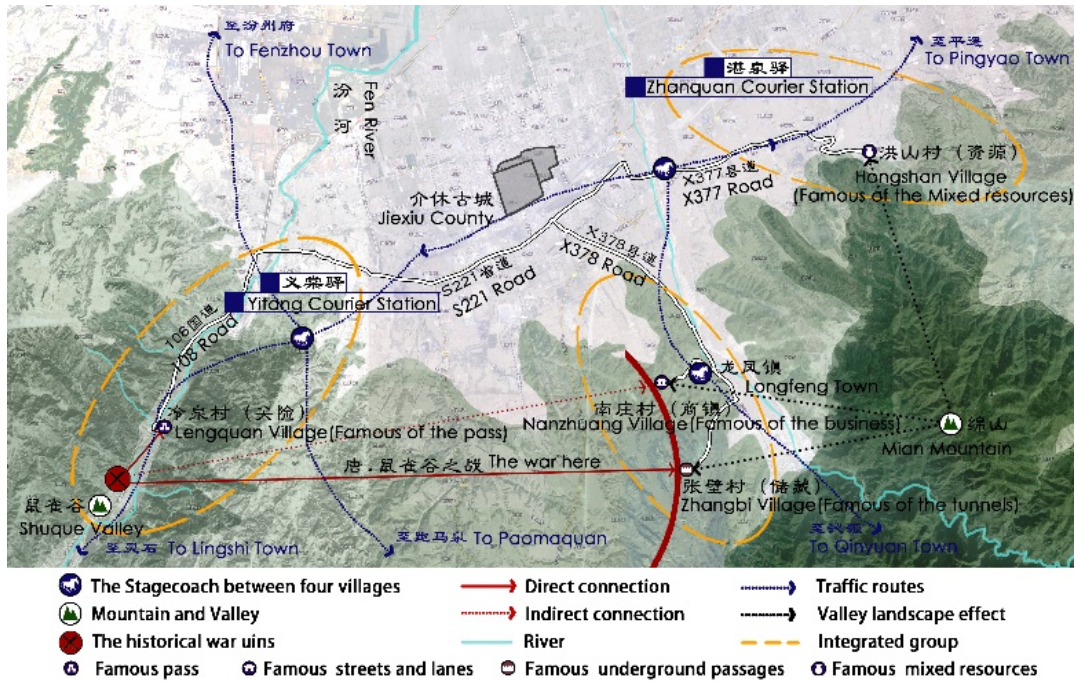 至汾州府
To Fenzhou Town
汾河
Fen River
湛泉驿
Zhanquan Courier Station
至平遥
To Pingyao Town
洪山村（资源）
Hongshan Village
(Famous of the Mixed resources)
X377县道
X377 Road
介休古城
Jiexiu County
X378县道
X378 Road
S221省道
S221 Road
义棠驿
Yitang Courier Station
106国道
108 Road
龙凤镇
Longfeng Town
冷泉村（尖险）
Lengquan Village(Famous of the pass)
南庄村（商镇）
Nanzhuang Village(Famous of the business)
绵山
Mian Mountain
唐·鼠雀谷之战 The war here
张壁村（储藏）
Zhangbi Village(Famous of the tunnels)
鼠雀谷
Shuque Valley
至灵石 To Lingshi Town
至跑马泉 To Paomaquan
To Qinyuan Town
The Stagecoach between four villages
Direct connection
Traffic routes
Mountain and Valley
Indirect connection
Valley landscape effect
The historical war uins
River
Integrated group
Famous pass
Famous streets and lanes
Famous underground passages
Famous mixed resources